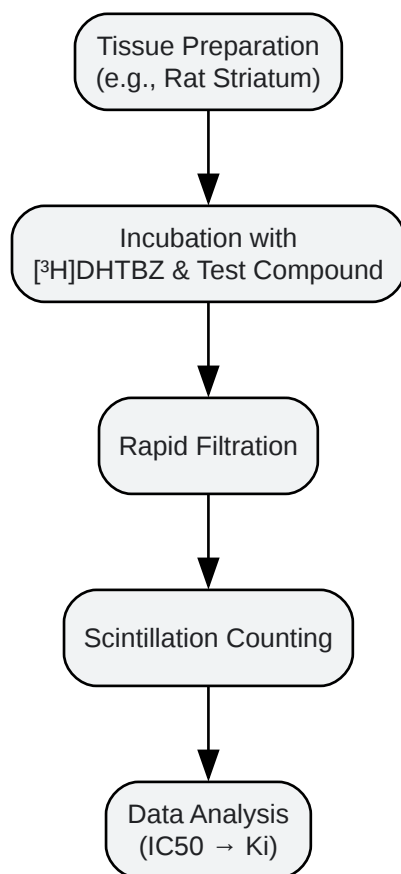 Tissue Preparation
(e.g., Rat Striatum)
Incubation with
[³H]DHTBZ & Test Compound
Rapid Filtration
Scintillation Counting
Data Analysis
(IC50 → Ki)